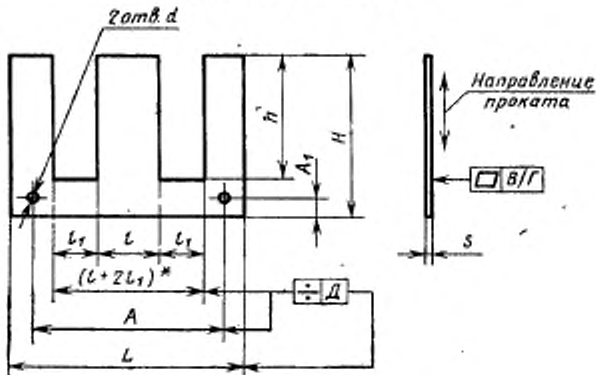 2отв. d
Направление
проката
h
H
A1
В/Г
l1
l
l1
s
(l + 2l1)*
Д
A
L